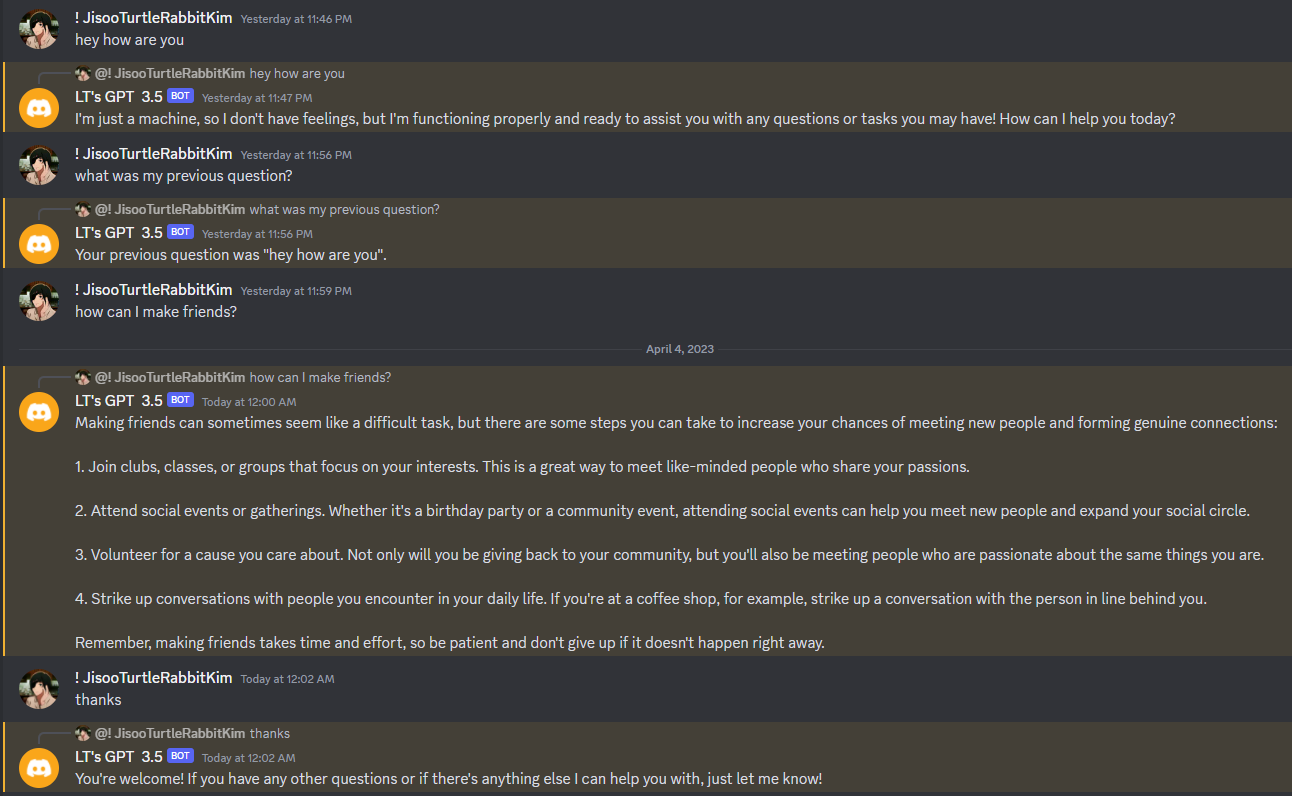 ! JisooTurtleRabbitKim Yesterday at 11:46 PM
hey how are you
@! JisooTurtleRabbitKim hey how are you
LT's GPT 3.5 BOT Yesterday at 11:47 PM
I'm just a machine, so I don't have feelings, but I'm functioning properly and ready to assist you with any questions or tasks you may have! How can I help you today?
! JisooTurtleRabbitKim Yesterday at 11:56 PM
what was my previous question?
@! JisooTurtleRabbitKim what was my previous question?
LT's GPT 3.5 BOT Yesterday at 11:56 PM
Your previous question was "hey how are you".
! JisooTurtleRabbitKim Yesterday at 11:59 PM
how can I make friends?
April 4, 2023
@! JisooTurtleRabbitKim how can I make friends?
LT's GPT 3.5 BOT Today at 12:00 AM
Making friends can sometimes seem like a difficult task, but there are some steps you can take to increase your chances of meeting new people and forming genuine connections:
1. Join clubs, classes, or groups that focus on your interests. This is a great way to meet like-minded people who share your passions.
2. Attend social events or gatherings. Whether it's a birthday party or a community event, attending social events can help you meet new people and expand your social circle.
3. Volunteer for a cause you care about. Not only will you be giving back to your community, but you'll also be meeting people who are passionate about the same things you are.
4. Strike up conversations with people you encounter in your daily life. If you're at a coffee shop, for example, strike up a conversation with the person in line behind you.
Remember, making friends takes time and effort, so be patient and don't give up if it doesn't happen right away.
! JisooTurtleRabbitKim Today at 12:02 AM
thanks
@! JisooTurtleRabbitKim thanks
LT's GPT 3.5 BOT Today at 12:02 AM
You're welcome! If you have any other questions or if there's anything else I can help you with, just let me know!